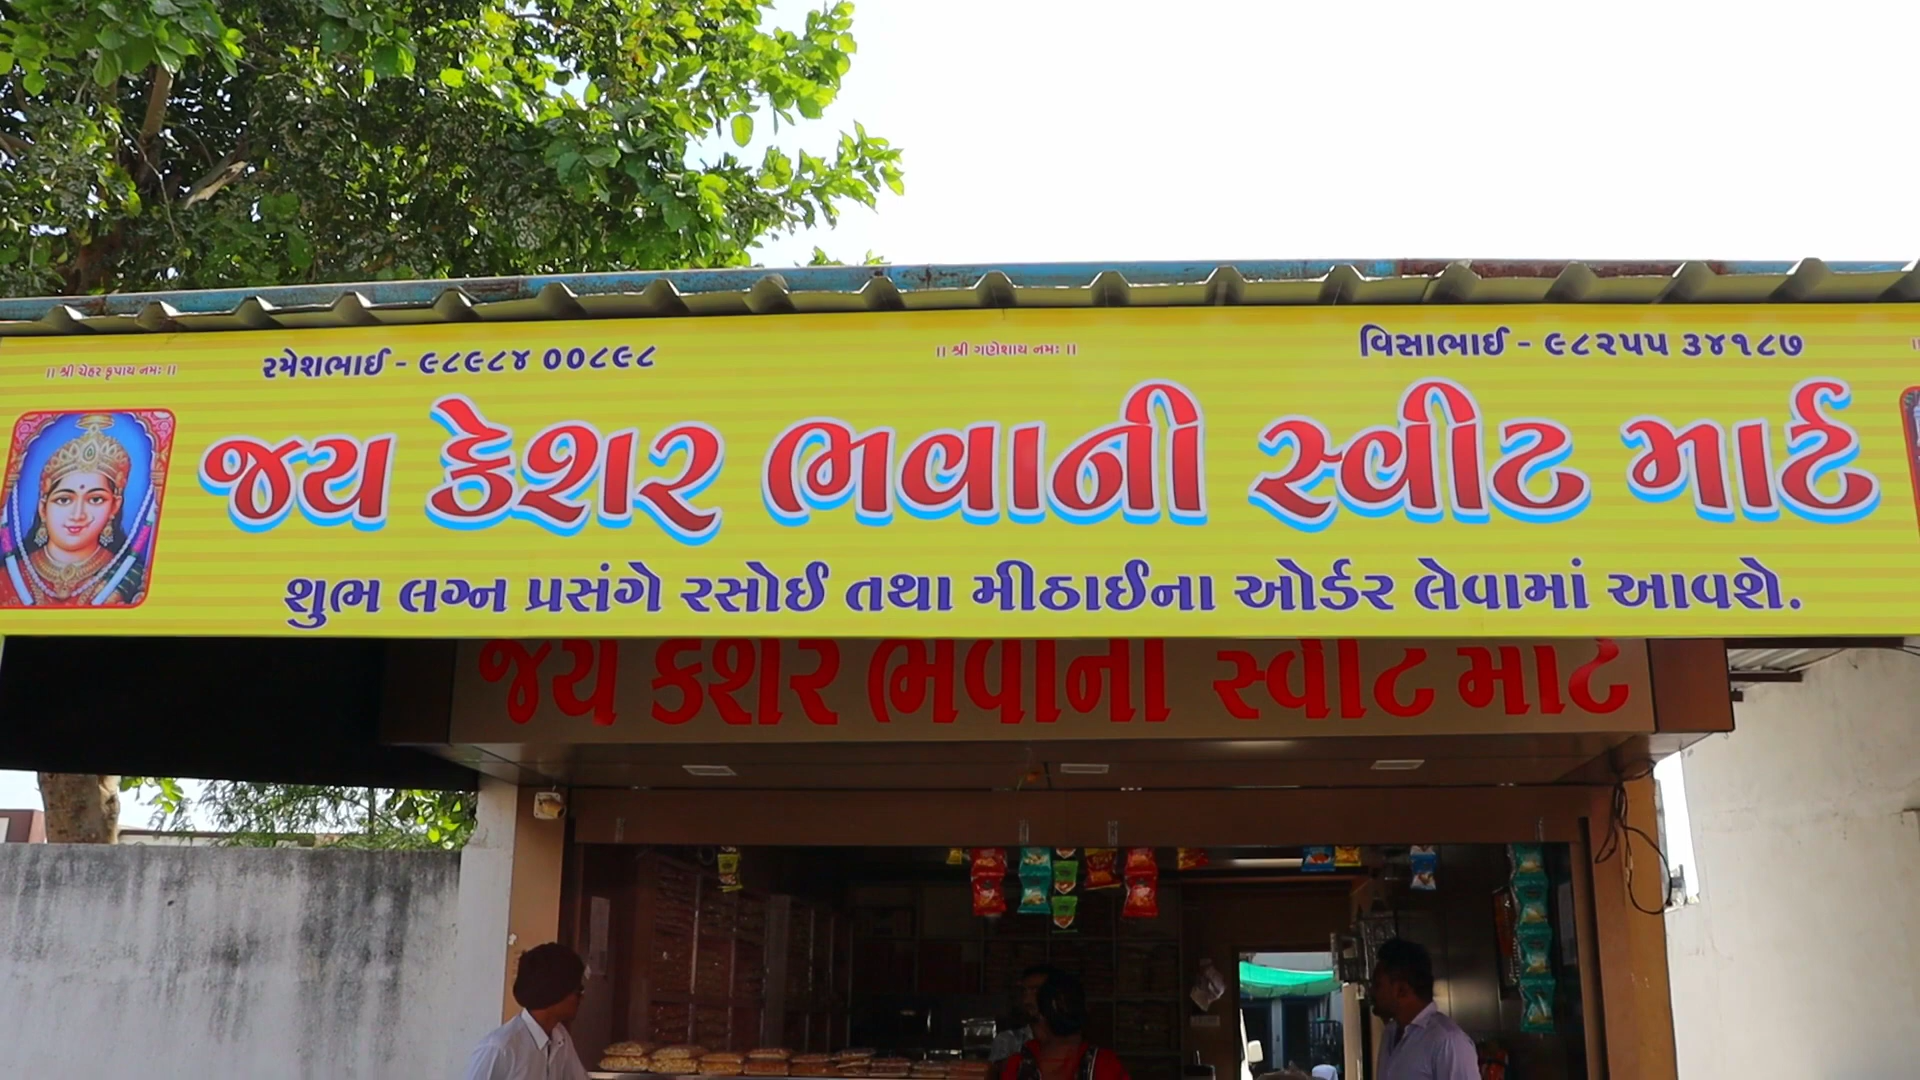 ॥ શ્રી ચેહર કૃપાય નમઃ ॥
રમેશભાઈ - ૯૮૯૮૪ ૦૦૮૯૮
॥ શ્રી ગણેશાય નમઃ ॥
વિસાભાઈ - ૯૮૨૫૫ ૩૪૧૮૭
જય કેશર ભવાની સ્વીટ માર્ટ
શુભ લગ્ન પ્રસંગે રસોઈ તથા મીઠાઈના ઓર્ડર લેવામાં આવશે.
જય કેશર ભવાની સ્વીટ માર્ટ